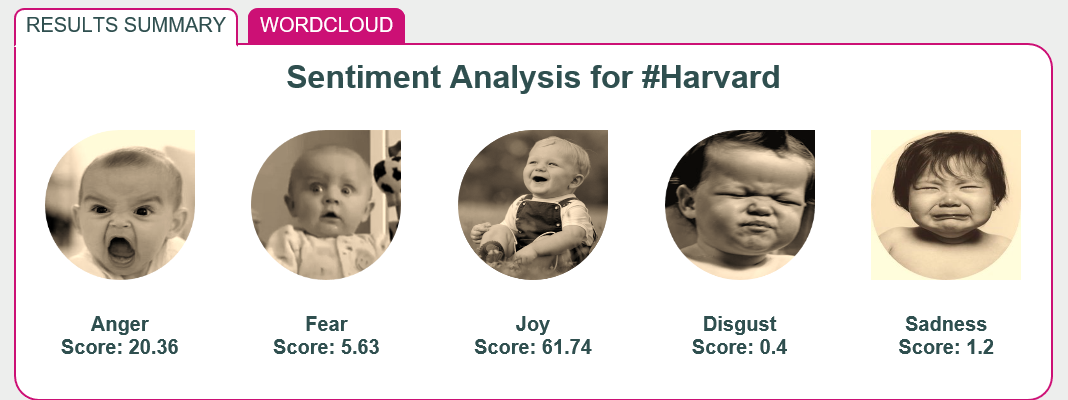 RESULTS SUMMARY
WORDCLOUD
Sentiment Analysis for #Harvard
Anger
Score: 20.36
Fear
Score: 5.63
Joy
Score: 61.74
Disgust
Score: 0.4
Sadness
Score: 1.2